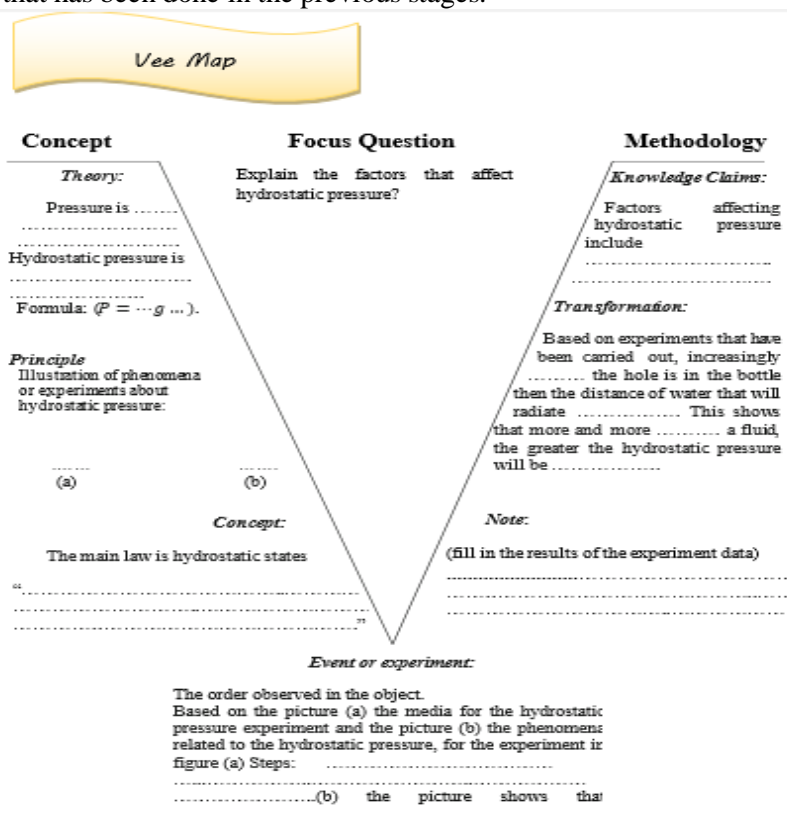 that has been done in the previous stages.
Vee Map
Concept
Theory:
Pressure is ........
............................
.............................
Hydrostatic pressure is
.................................
........................
Formula: (P = ⋯g ...).
Principle
Illustration of phenomena
or experiments about
hydrostatic pressure:
....... .......
(a) (b)
Concept:
The main law is hydrostatic states
“..............................................................
................................................................
..............................................................”
Focus Question
Explain the factors that affect
hydrostatic pressure?
Methodology
Knowledge Claims:
Factors affecting
hydrostatic pressure
include
..................................
....................................
Transformation:
Based on experiments that have
been carried out, increasingly
......... the hole is in the bottle
then the distance of water that will
radiate ................ This shows
that more and more .......... a fluid,
the greater the hydrostatic pressure
will be .................
Note:
(fill in the results of the experiment data)
..............................................................
..............................................................
..............................................................
Event or experiment:
The order observed in the object.
Based on the picture (a) the media for the hydrostatic
pressure experiment and the picture (b) the phenomena
related to the hydrostatic pressure, for the experiment in
figure (a) Steps: ........................................
..........................................................................
.........................(b) the picture shows that